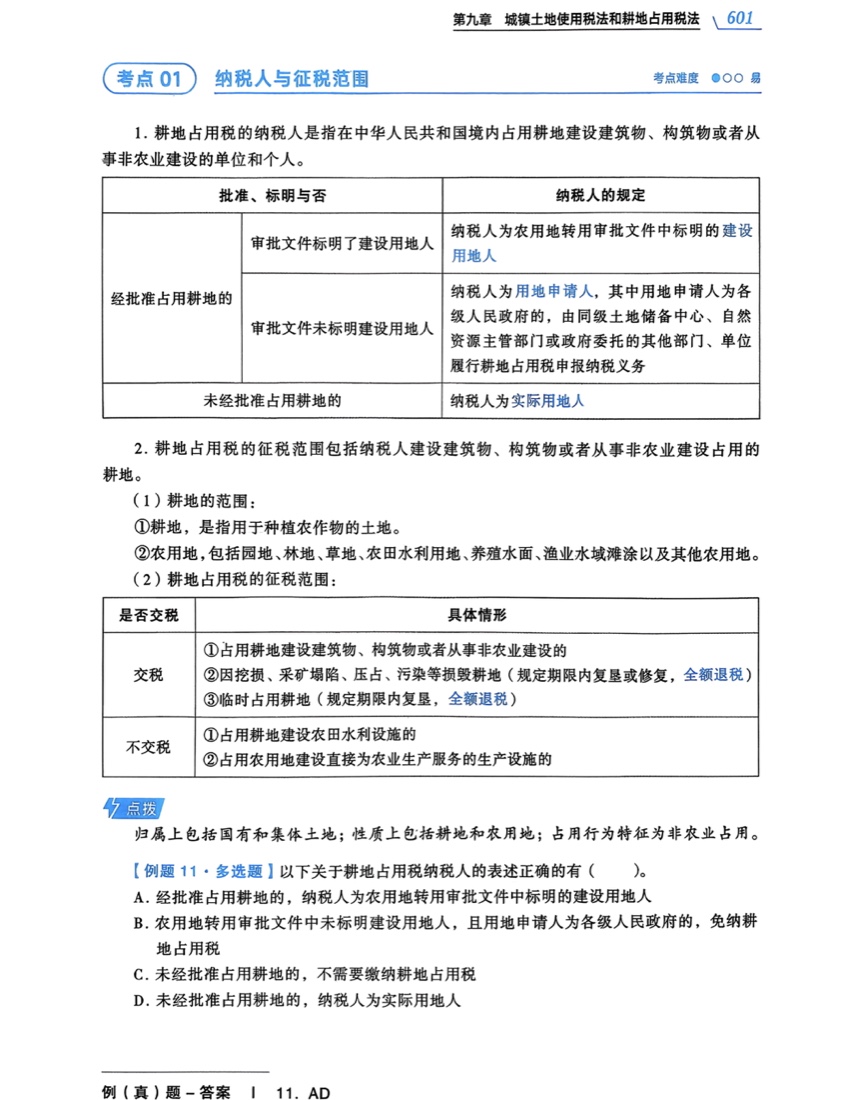 第九章 城镇土地使用税法和耕地占用税法 601
考点 01 纳税人与征税范围 考点难度 易
1. 耕地占用税的纳税人是指在中华人民共和国境内占用耕地建设建筑物、构筑物或者从
事非农业建设的单位和个人。
批准、标明与否 纳税人的规定
经批准占用耕地的
审批文件标明了建设用地人
纳税人为农用地转用审批文件中标明的建设
用地人
审批文件未标明建设用地人
纳税人为用地申请人，其中用地申请人为各
级人民政府的，由同级土地储备中心、自然
资源主管部门或政府委托的其他部门、单位
履行耕地占用税申报纳税义务
未经批准占用耕地的 纳税人为实际用地人
2. 耕地占用税的征税范围包括纳税人建设建筑物、构筑物或者从事非农业建设占用的
耕地。
（1）耕地的范围：
①耕地，是指用于种植农作物的土地。
②农用地，包括园地、林地、草地、农田水利用地、养殖水面、渔业水域滩涂以及其他农用地。
（2）耕地占用税的征税范围：
是否交税 具体情形
交税
①占用耕地建设建筑物、构筑物或者从事非农业建设的
②因挖损、采矿塌陷、压占、污染等损毁耕地（规定期限内复垦或修复，全额退税）
③临时占用耕地（规定期限内复垦，全额退税）
不交税
①占用耕地建设农田水利设施的
②占用农用地建设直接为农业生产服务的生产设施的
点拨
归属上包括国有和集体土地；性质上包括耕地和农用地；占用行为特征为非农业占用。
【例题 11·多选题】以下关于耕地占用税纳税人的表述正确的有（　　）。
A. 经批准占用耕地的，纳税人为农用地转用审批文件中标明的建设用地人
B. 农用地转用审批文件中未标明建设用地人，且用地申请人为各级人民政府的，免纳耕
地占用税
C. 未经批准占用耕地的，不需要缴纳耕地占用税
D. 未经批准占用耕地的，纳税人为实际用地人
例（真）题－答案 | 11. AD